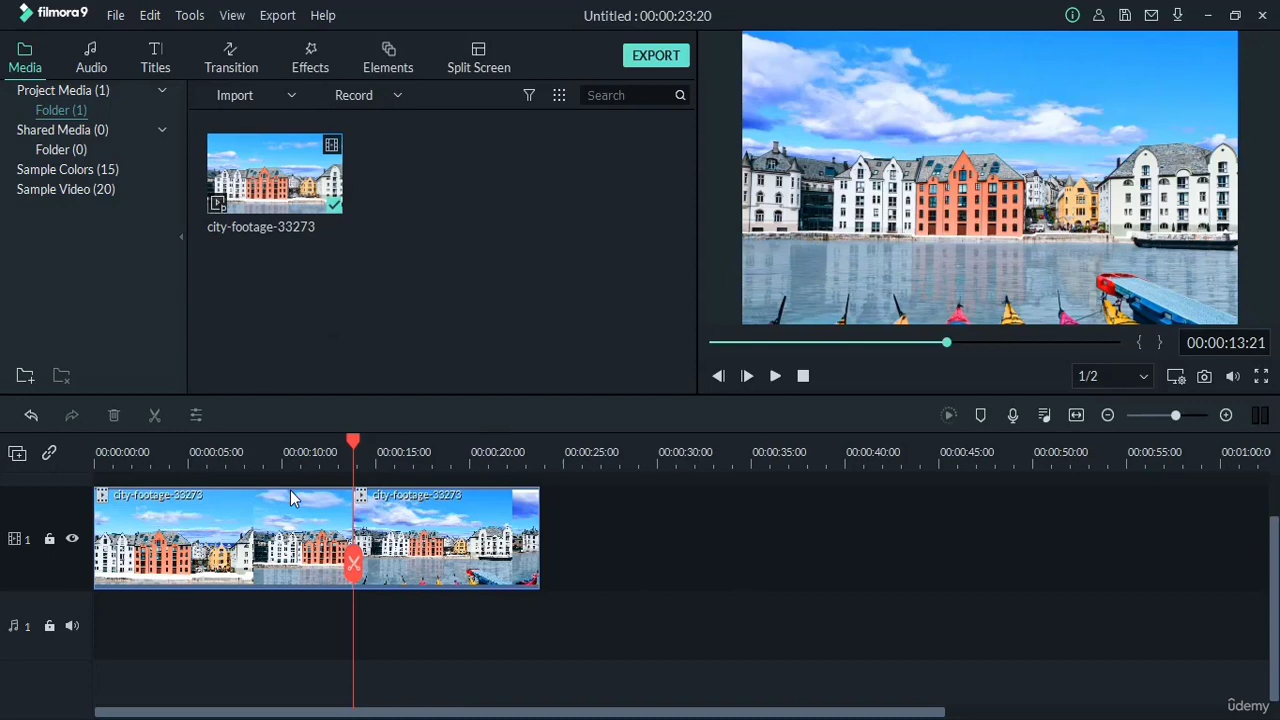 filmora9 File Edit Tools View Export Help Untitled : 00:00:23:20
Media Audio Titles Transition Effects Elements Split Screen EXPORT
Project Media (1)
Folder (1)
Shared Media (0)
Folder (0)
Sample Colors (15)
Sample Video (20)
Import Record Search
city-footage-33273
00:00:13:21
1/2
00:00:00:00 00:00:05:00 00:00:10:00 00:00:15:00 00:00:20:00 00:00:25:00 00:00:30:00 00:00:35:00 00:00:40:00 00:00:45:00 00:00:50:00 00:00:55:00 00:01:00:0
city-footage-33273 city-footage-33273
1
1
ûdemy